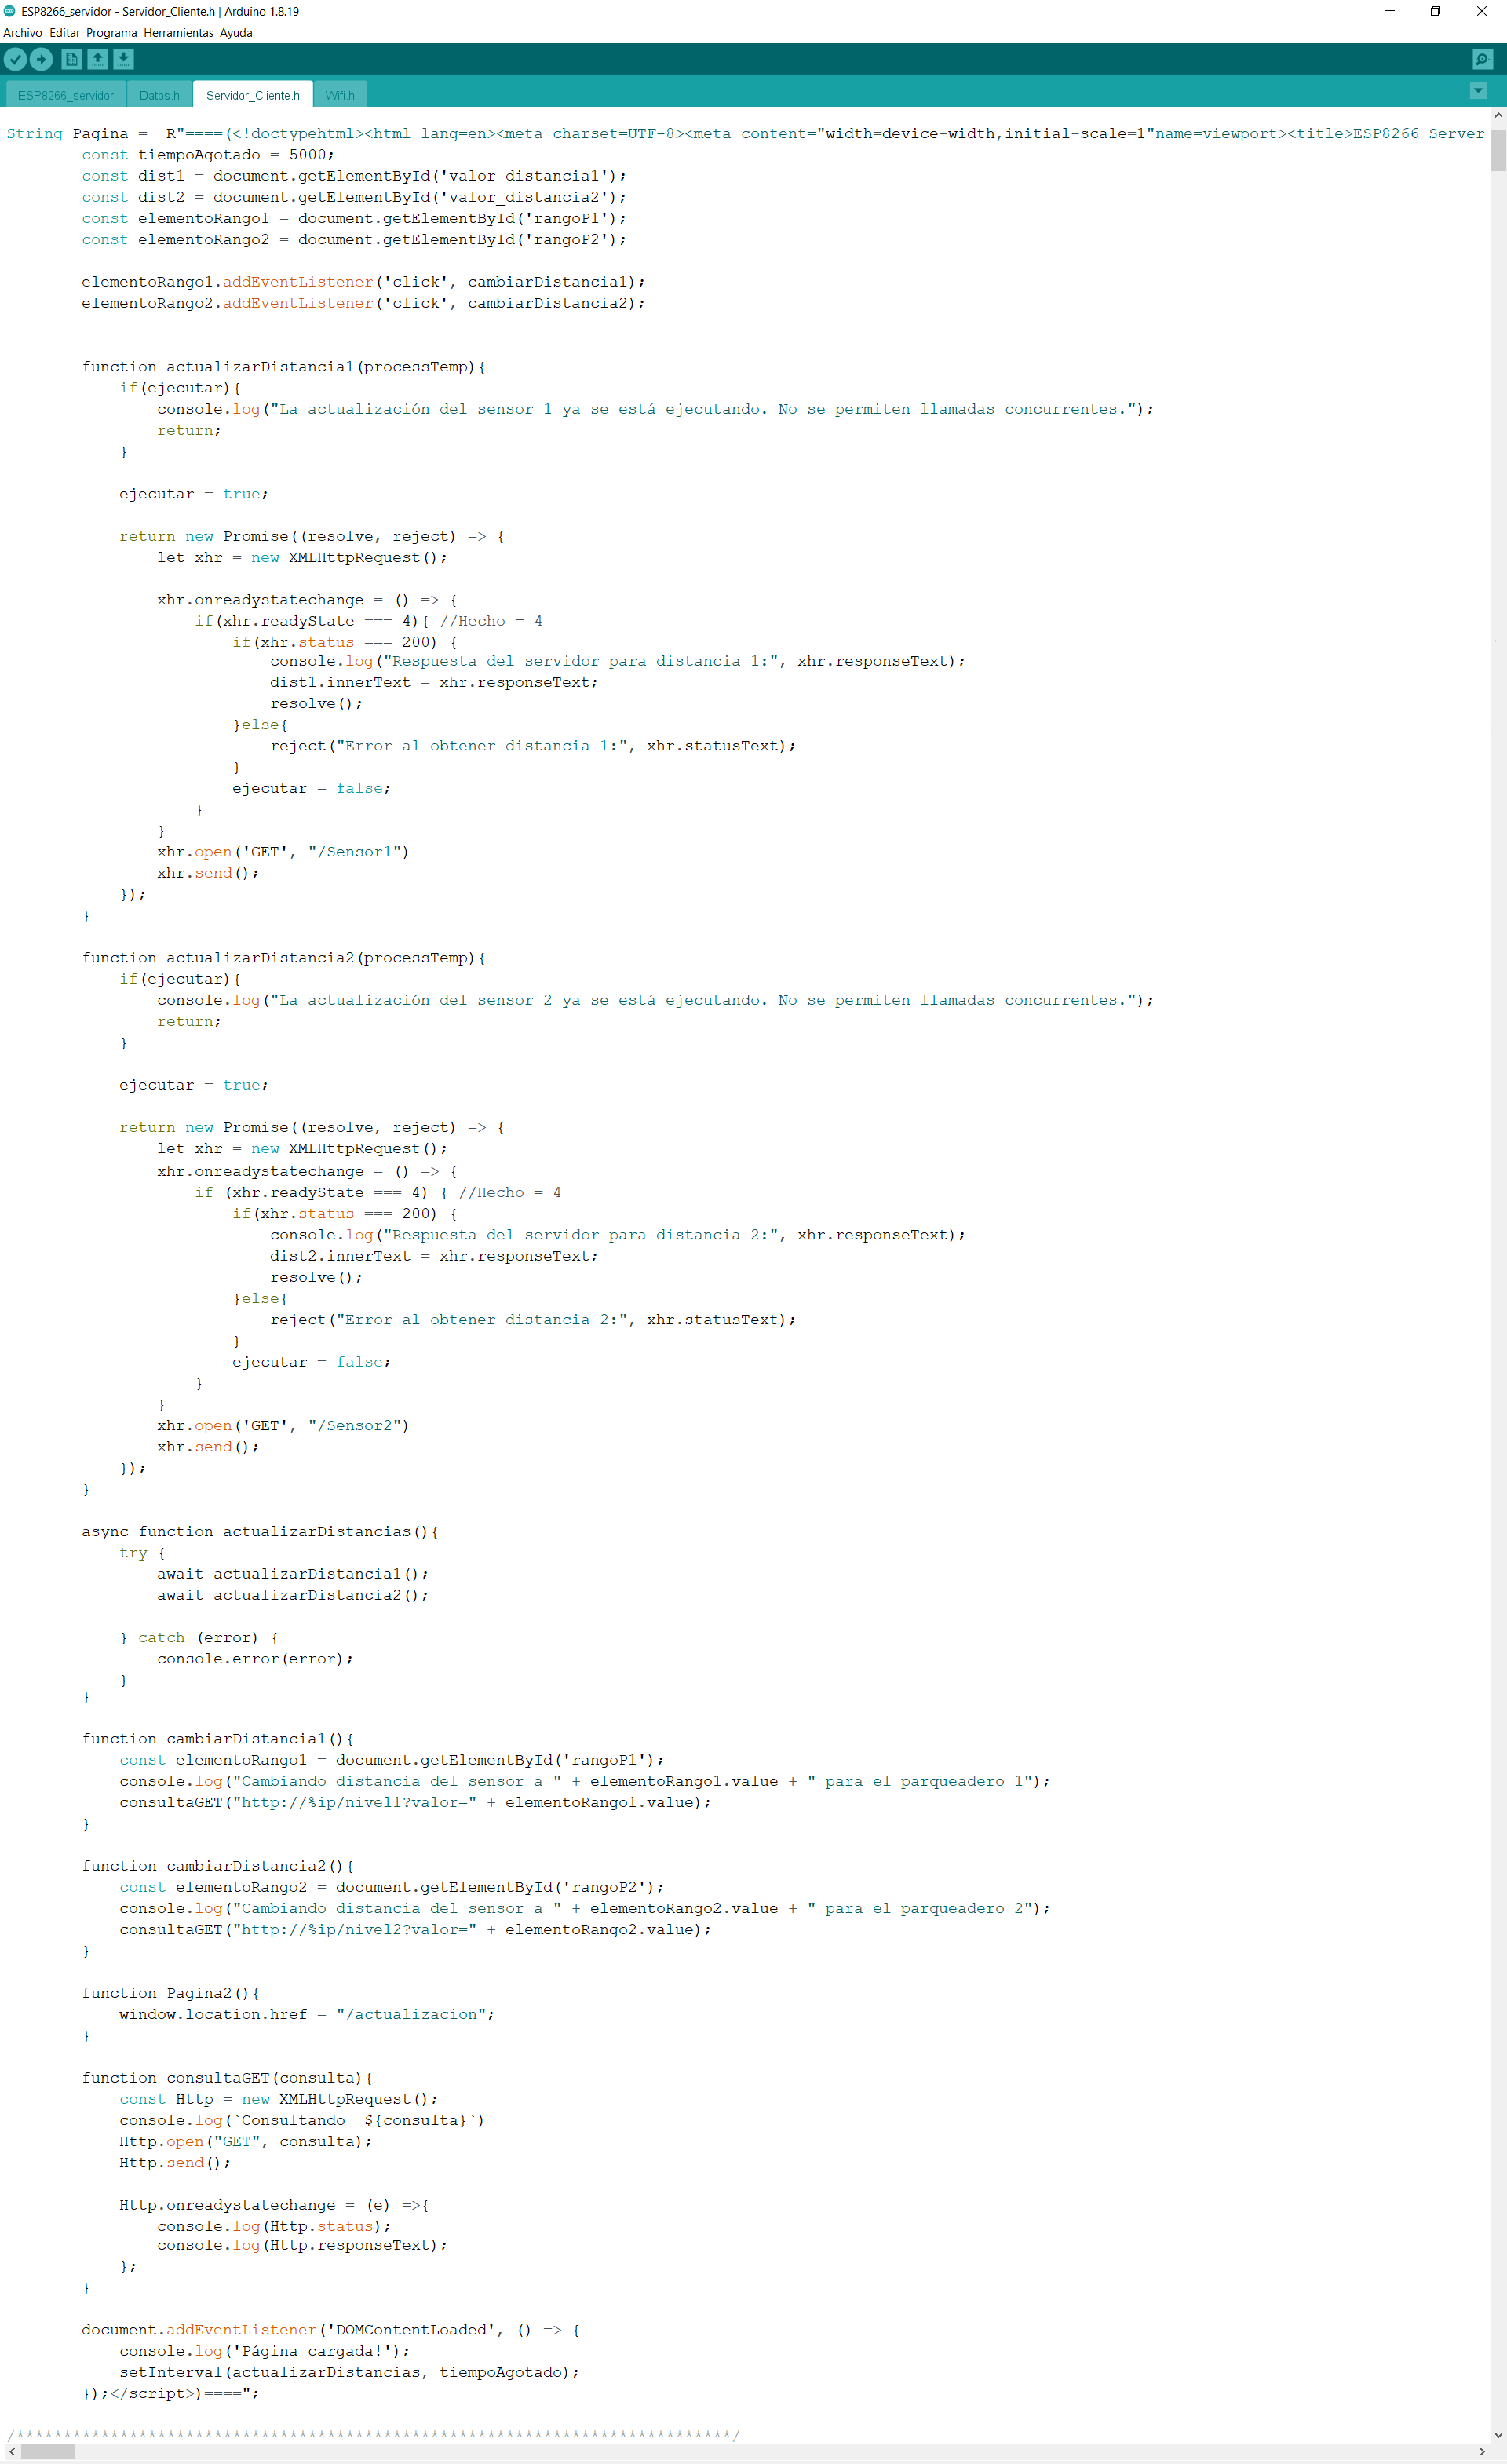 ESP8266_servidor - Servidor_Cliente.h | Arduino 1.8.19
Archivo Editar Programa Herramientas Ayuda
ESP8266_servidor Datos.h Servidor_Cliente.h Wifi.h
String Pagina =  R"====(<!doctypehtml><html lang=en><meta charset=UTF-8><meta content="width=device-width,initial-scale=1"name=viewport><title>ESP8266 Server
const tiempoAgotado = 5000;
const dist1 = document.getElementById('valor_distancia1');
const dist2 = document.getElementById('valor_distancia2');
const elementoRango1 = document.getElementById('rangoP1');
const elementoRango2 = document.getElementById('rangoP2');
elementoRango1.addEventListener('click', cambiarDistancia1);
elementoRango2.addEventListener('click', cambiarDistancia2);
function actualizarDistancia1(processTemp){
if(ejecutar){
console.log("La actualización del sensor 1 ya se está ejecutando. No se permiten llamadas concurrentes.");
return;
}
ejecutar = true;
return new Promise((resolve, reject) => {
let xhr = new XMLHttpRequest();
xhr.onreadystatechange = () => {
if(xhr.readyState === 4){ //Hecho = 4
if(xhr.status === 200) {
console.log("Respuesta del servidor para distancia 1:", xhr.responseText);
dist1.innerText = xhr.responseText;
resolve();
}else{
reject("Error al obtener distancia 1:", xhr.statusText);
}
ejecutar = false;
}
}
xhr.open('GET', "/Sensor1")
xhr.send();
});
}
function actualizarDistancia2(processTemp){
if(ejecutar){
console.log("La actualización del sensor 2 ya se está ejecutando. No se permiten llamadas concurrentes.");
return;
}
ejecutar = true;
return new Promise((resolve, reject) => {
let xhr = new XMLHttpRequest();
xhr.onreadystatechange = () => {
if (xhr.readyState === 4) { //Hecho = 4
if(xhr.status === 200) {
console.log("Respuesta del servidor para distancia 2:", xhr.responseText);
dist2.innerText = xhr.responseText;
resolve();
}else{
reject("Error al obtener distancia 2:", xhr.statusText);
}
ejecutar = false;
}
}
xhr.open('GET', "/Sensor2")
xhr.send();
});
}
async function actualizarDistancias(){
try {
await actualizarDistancia1();
await actualizarDistancia2();
} catch (error) {
console.error(error);
}
}
function cambiarDistancia1(){
const elementoRango1 = document.getElementById('rangoP1');
console.log("Cambiando distancia del sensor a " + elementoRango1.value + " para el parqueadero 1");
consultaGET("http://%ip/nivel1?valor=" + elementoRango1.value);
}
function cambiarDistancia2(){
const elementoRango2 = document.getElementById('rangoP2');
console.log("Cambiando distancia del sensor a " + elementoRango2.value + " para el parqueadero 2");
consultaGET("http://%ip/nivel2?valor=" + elementoRango2.value);
}
function Pagina2(){
window.location.href = "/actualizacion";
}
function consultaGET(consulta){
const Http = new XMLHttpRequest();
console.log(`Consultando  ${consulta}`)
Http.open("GET", consulta);
Http.send();
Http.onreadystatechange = (e) =>{
console.log(Http.status);
console.log(Http.responseText);
};
}
document.addEventListener('DOMContentLoaded', () => {
console.log('Página cargada!');
setInterval(actualizarDistancias, tiempoAgotado);
});</script>)====";
/****************************************************************************/